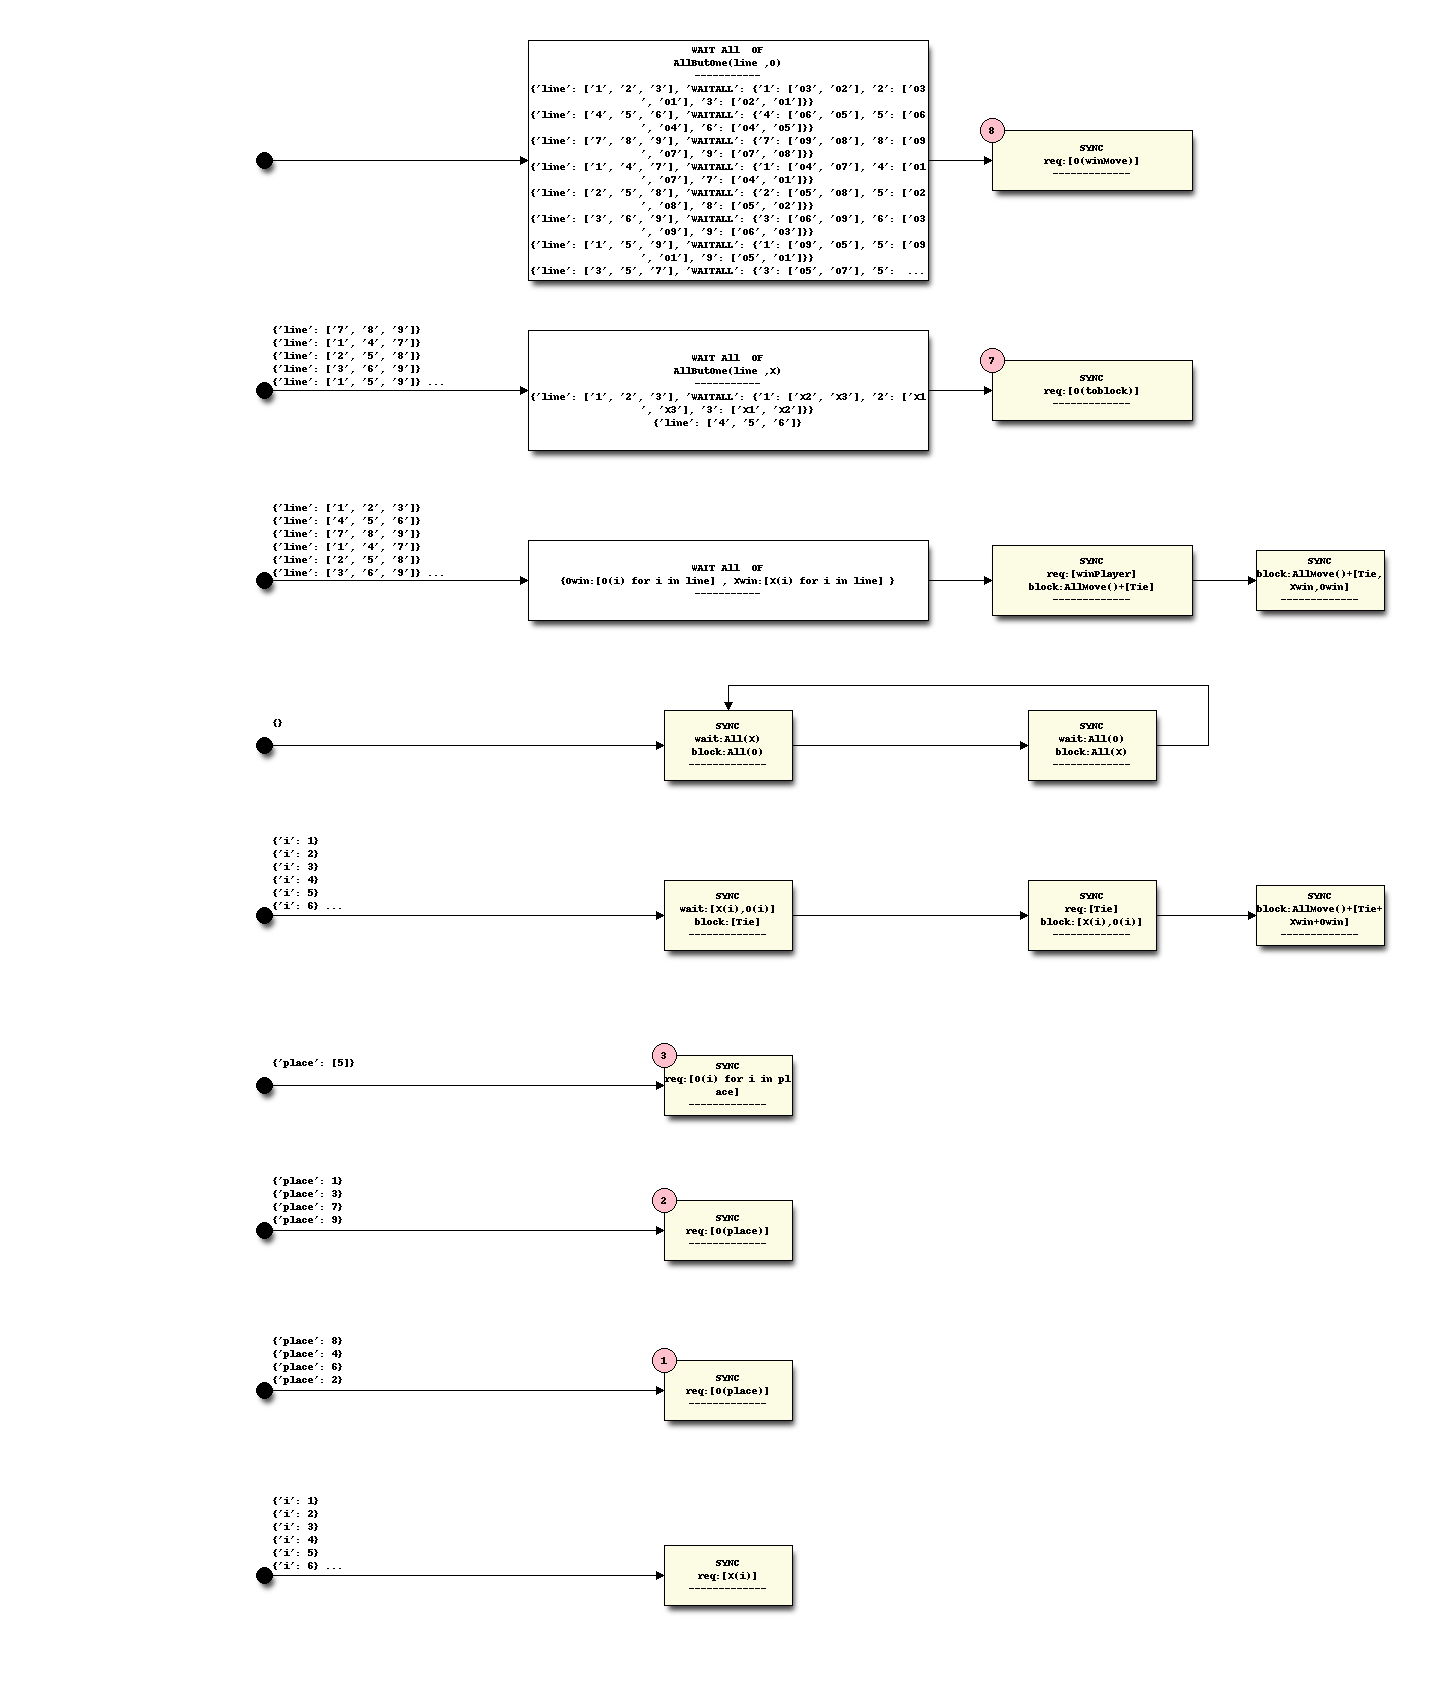 WAIT All  OF
AllButOne(line ,O)
-----------
{'line': ['1', '2', '3'], 'WAITALL': {'1': ['O3', 'O2'], '2': ['O3
', 'O1'], '3': ['O2', 'O1']}}
{'line': ['4', '5', '6'], 'WAITALL': {'4': ['O6', 'O5'], '5': ['O6
', 'O4'], '6': ['O4', 'O5']}}
{'line': ['7', '8', '9'], 'WAITALL': {'7': ['O9', 'O8'], '8': ['O9
', 'O7'], '9': ['O7', 'O8']}}
{'line': ['1', '4', '7'], 'WAITALL': {'1': ['O4', 'O7'], '4': ['O1
', 'O7'], '7': ['O4', 'O1']}}
{'line': ['2', '5', '8'], 'WAITALL': {'2': ['O5', 'O8'], '5': ['O2
', 'O8'], '8': ['O5', 'O2']}}
{'line': ['3', '6', '9'], 'WAITALL': {'3': ['O6', 'O9'], '6': ['O3
', 'O9'], '9': ['O6', 'O3']}}
{'line': ['1', '5', '9'], 'WAITALL': {'1': ['O9', 'O5'], '5': ['O9
', 'O1'], '9': ['O5', 'O1']}}
{'line': ['3', '5', '7'], 'WAITALL': {'3': ['O5', 'O7'], '5':  ...
8
SYNC
req:[O(winMove)]
-------------
{'line': ['7', '8', '9']}
{'line': ['1', '4', '7']}
{'line': ['2', '5', '8']}
{'line': ['3', '6', '9']}
{'line': ['1', '5', '9']} ...
WAIT All  OF
AllButOne(line ,X)
-----------
{'line': ['1', '2', '3'], 'WAITALL': {'1': ['X2', 'X3'], '2': ['X1
', 'X3'], '3': ['X1', 'X2']}}
{'line': ['4', '5', '6']}
7
SYNC
req:[O(toblock)]
-------------
{'line': ['1', '2', '3']}
{'line': ['4', '5', '6']}
{'line': ['7', '8', '9']}
{'line': ['1', '4', '7']}
{'line': ['2', '5', '8']}
{'line': ['3', '6', '9']} ...
WAIT All  OF
{Owin:[O(i) for i in line] , Xwin:[X(i) for i in line] }
-----------
SYNC
req:[winPlayer]
block:AllMove()+[Tie]
-------------
SYNC
block:AllMove()+[Tie,
Xwin,Owin]
-------------
{}
SYNC
wait:All(X)
block:All(O)
-------------
SYNC
wait:All(O)
block:All(X)
-------------
{'i': 1}
{'i': 2}
{'i': 3}
{'i': 4}
{'i': 5}
{'i': 6} ...
SYNC
wait:[X(i),O(i)]
block:[Tie]
-------------
SYNC
req:[Tie]
block:[X(i),O(i)]
-------------
SYNC
block:AllMove()+[Tie+
Xwin+Owin]
-------------
{'place': [5]}
3
SYNC
req:[O(i) for i in pl
ace]
-------------
{'place': 1}
{'place': 3}
{'place': 7}
{'place': 9}
2
SYNC
req:[O(place)]
-------------
{'place': 8}
{'place': 4}
{'place': 6}
{'place': 2}
1
SYNC
req:[O(place)]
-------------
{'i': 1}
{'i': 2}
{'i': 3}
{'i': 4}
{'i': 5}
{'i': 6} ...
SYNC
req:[X(i)]
-------------